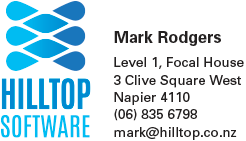 HILLTOP
SOFTWARE
Mark Rodgers
Level 1, Focal House
3 Clive Square West
Napier 4110
(06) 835 6798
mark@hilltop.co.nz